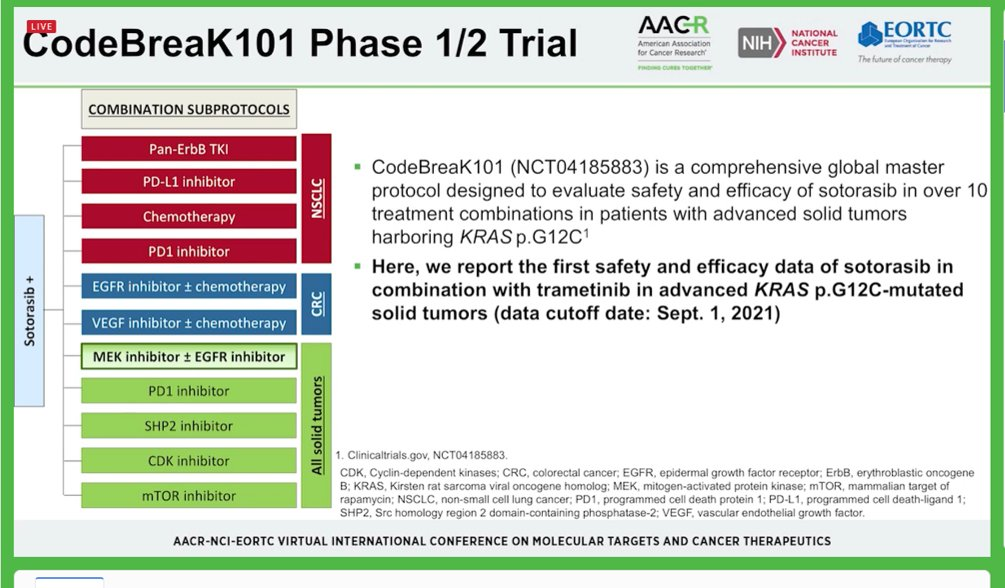 LIVE
CodeBreaK101 Phase 1/2 Trial
AACR
American Association
for Cancer Research®
FINDING CURES TOGETHER®
NIH
NATIONAL
CANCER
INSTITUTE
EORTC
European Organisation for Research
and Treatment of Cancer
The future of cancer therapy
COMBINATION SUBPROTOCOLS
Sotorasib +
Pan-ErbB TKI
PD-L1 inhibitor
Chemotherapy
PD1 inhibitor
NSCLC
EGFR inhibitor ± chemotherapy
VEGF inhibitor ± chemotherapy
CRC
MEK inhibitor ± EGFR inhibitor
PD1 inhibitor
SHP2 inhibitor
CDK inhibitor
mTOR inhibitor
All solid tumors
▪ CodeBreaK101 (NCT04185883) is a comprehensive global master
protocol designed to evaluate safety and efficacy of sotorasib in over 10
treatment combinations in patients with advanced solid tumors
harboring KRAS p.G12C¹
▪ Here, we report the first safety and efficacy data of sotorasib in
combination with trametinib in advanced KRAS p.G12C-mutated
solid tumors (data cutoff date: Sept. 1, 2021)
1. Clinicaltrials.gov, NCT04185883.
CDK, Cyclin-dependent kinases; CRC, colorectal cancer; EGFR, epidermal growth factor receptor; ErbB, erythroblastic oncogene
B; KRAS, Kirsten rat sarcoma viral oncogene homolog; MEK, mitogen-activated protein kinase; mTOR, mammalian target of
rapamycin; NSCLC, non-small cell lung cancer; PD1, programmed cell death protein 1; PD-L1, programmed cell death-ligand 1;
SHP2, Src homology region 2 domain-containing phosphatase-2; VEGF, vascular endothelial growth factor.
AACR-NCI-EORTC VIRTUAL INTERNATIONAL CONFERENCE ON MOLECULAR TARGETS AND CANCER THERAPEUTICS